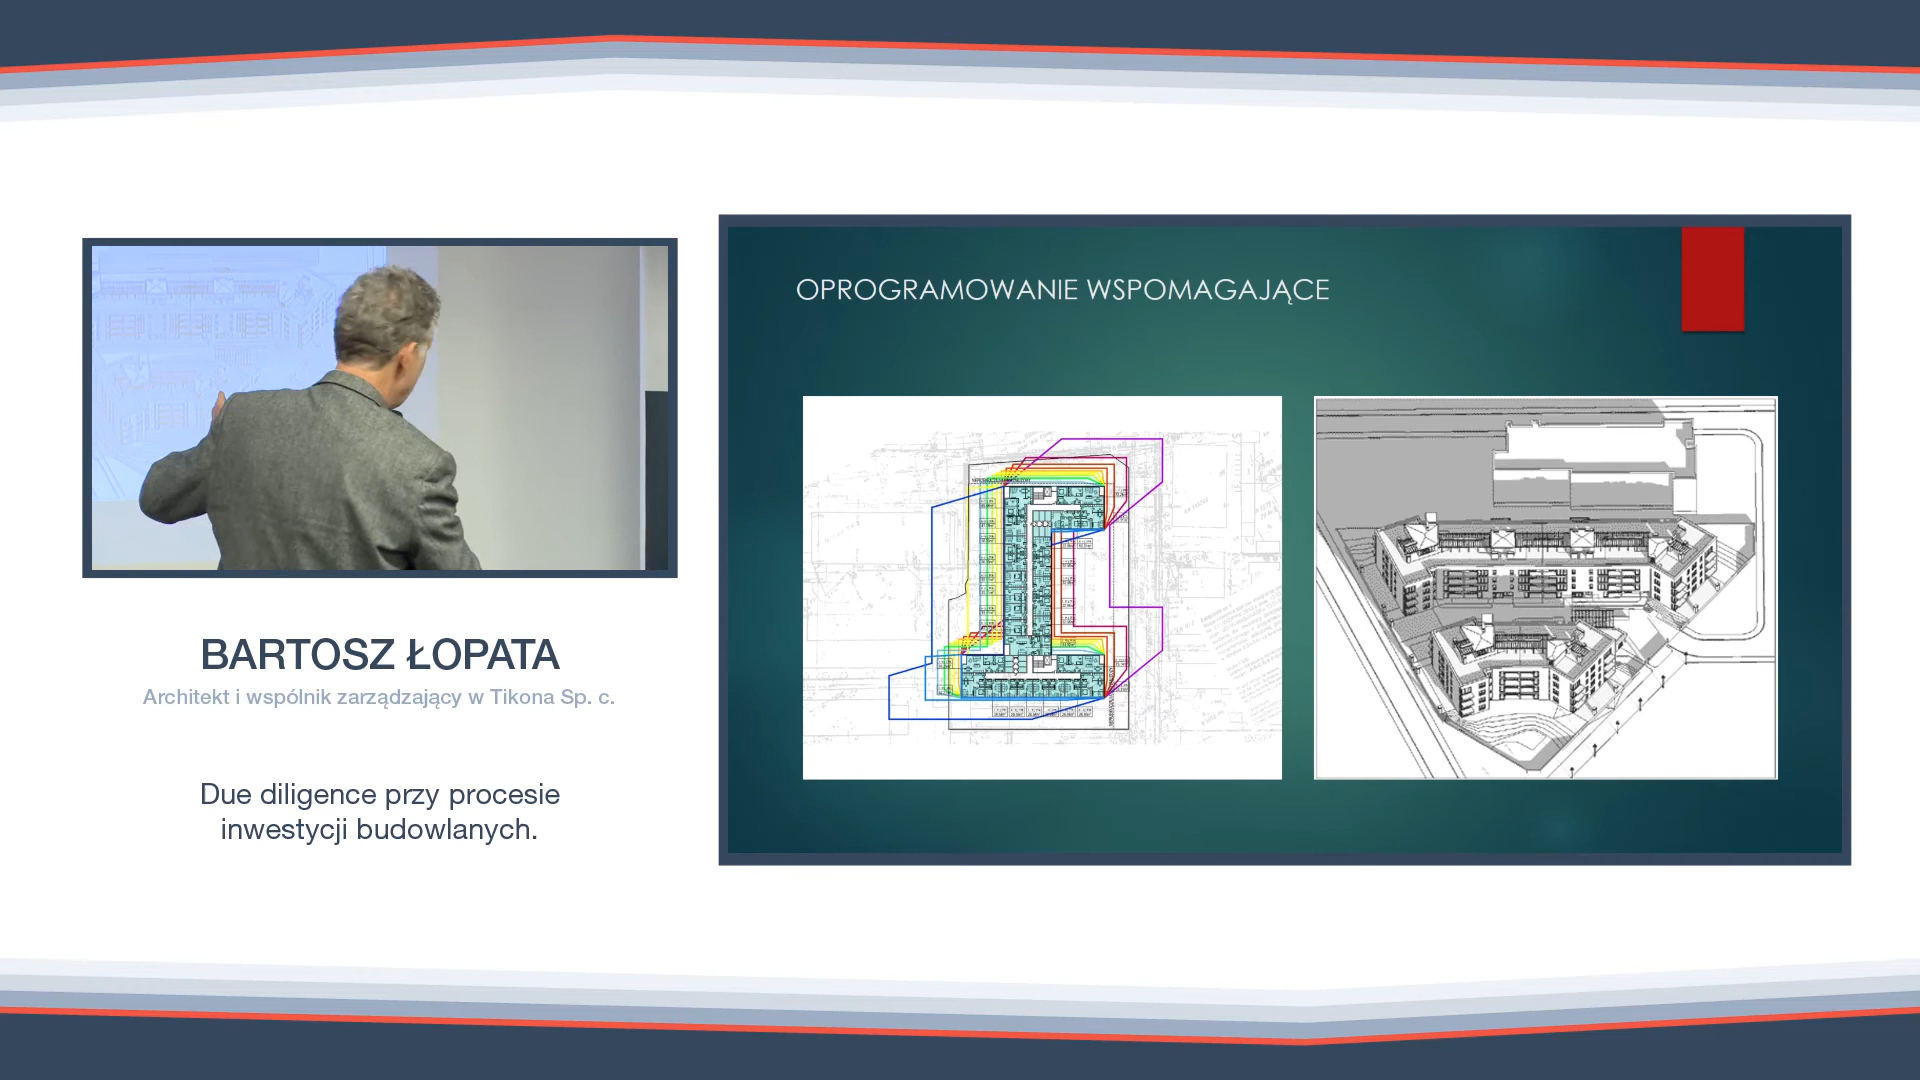 BARTOSZ ŁOPATA
Architekt i wspólnik zarządzający w Tikona Sp. c.
Due diligence przy procesie
inwestycji budowlanych.
OPROGRAMOWANIE WSPOMAGAJĄCE